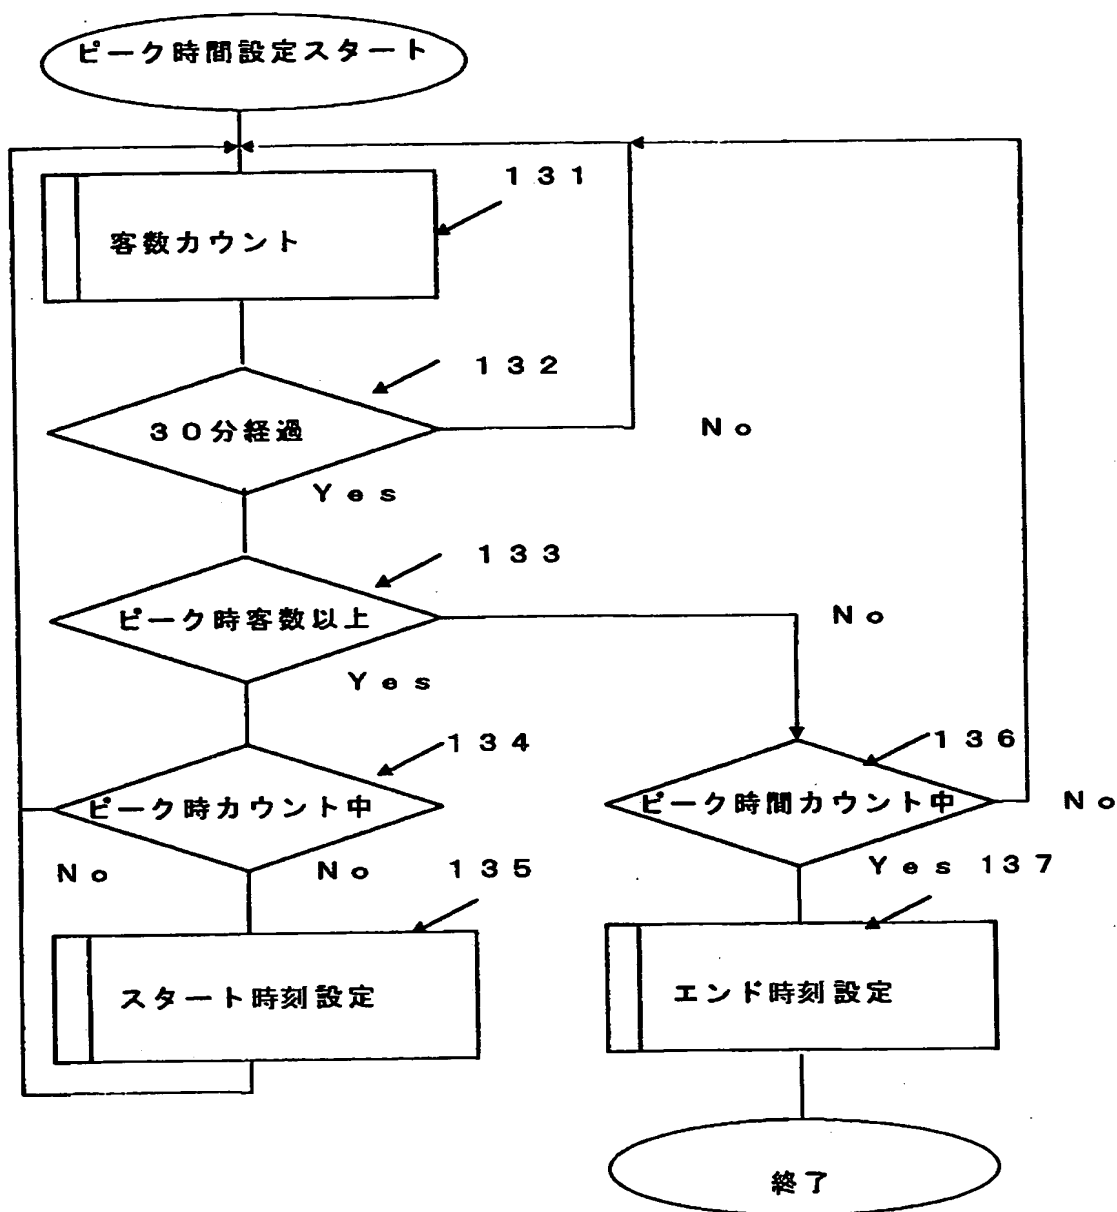 ピーク時間設定スタート
131
客数カウント
132
30分経過
No
Yes
133
ピーク時客数以上
No
Yes
134
136
ピーク時カウント中
ピーク時間カウント中
No
No
No
135
Yes 137
スタート時刻設定
エンド時刻設定
終了